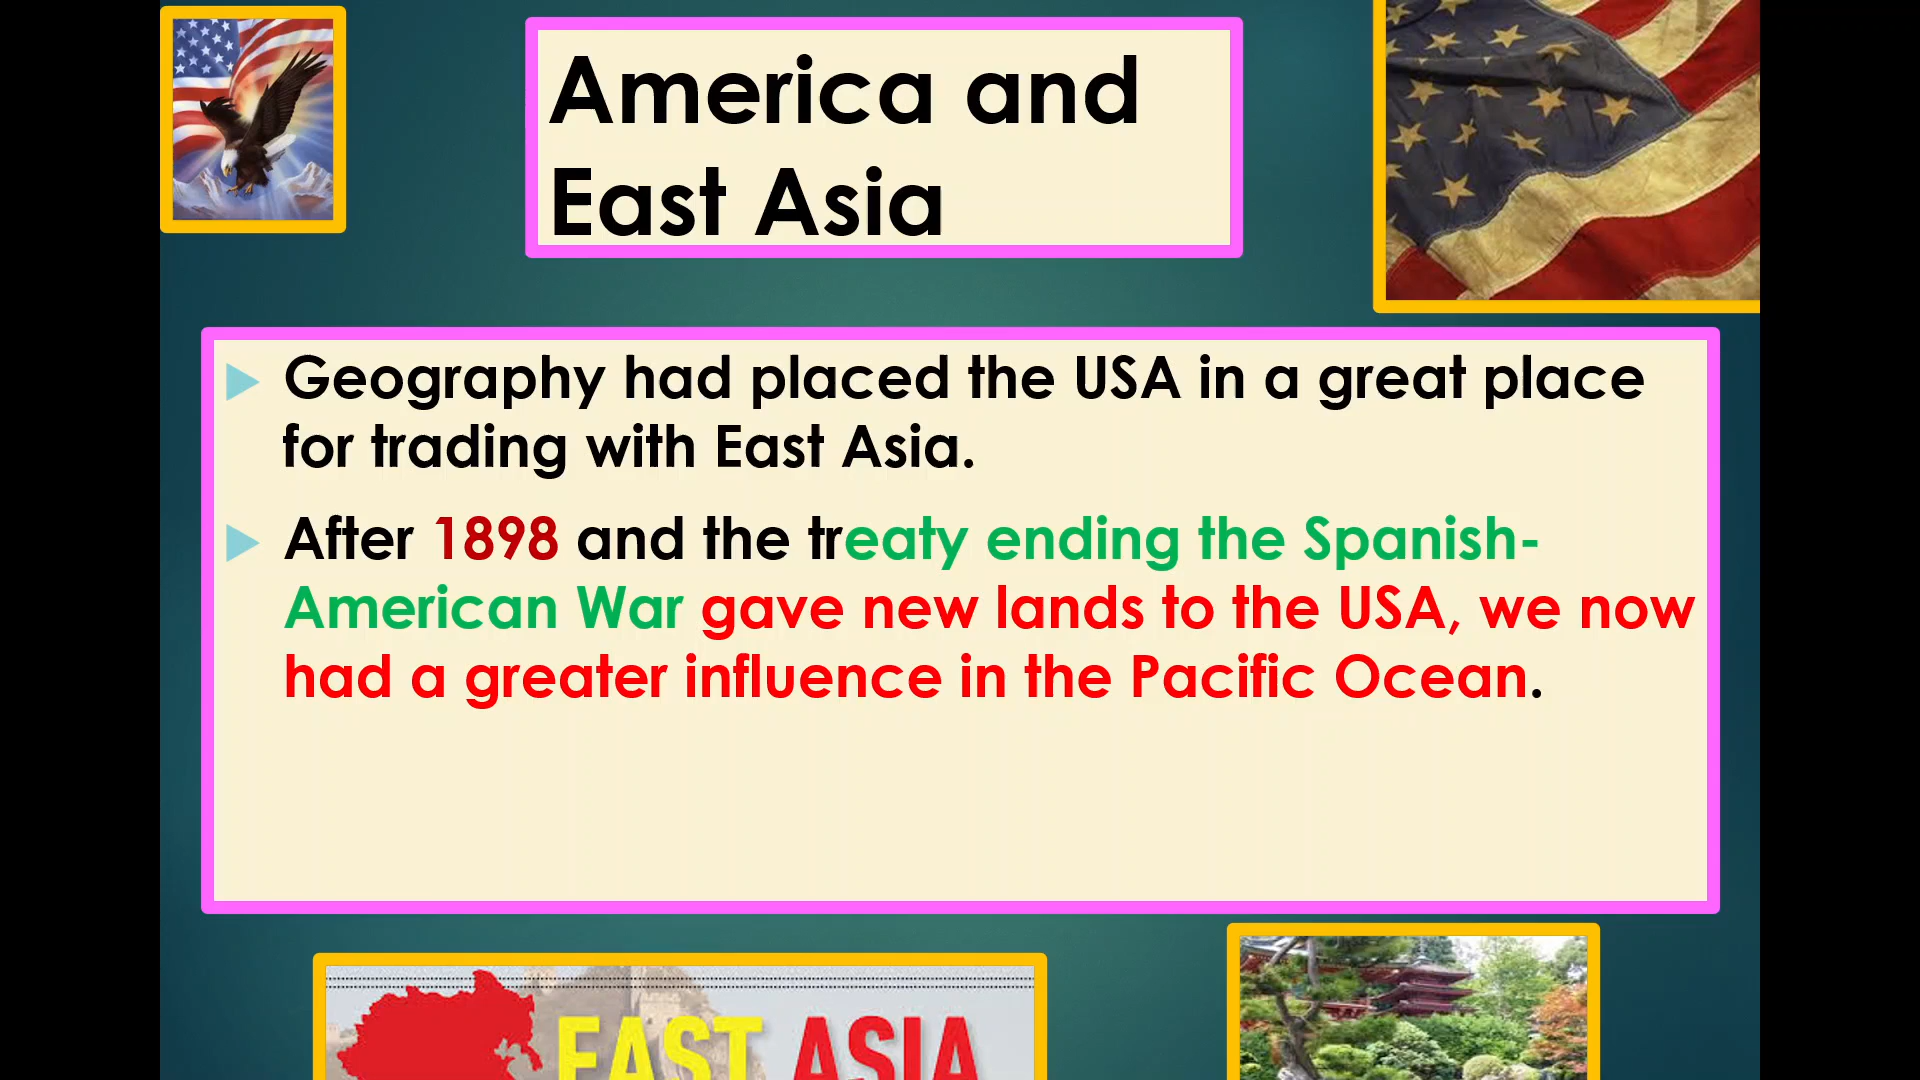 America and
East Asia
Geography had placed the USA in a great place
for trading with East Asia.
After 1898 and the treaty ending the Spanish-
American War gave new lands to the USA, we now
had a greater influence in the Pacific Ocean.
EAST ASIA